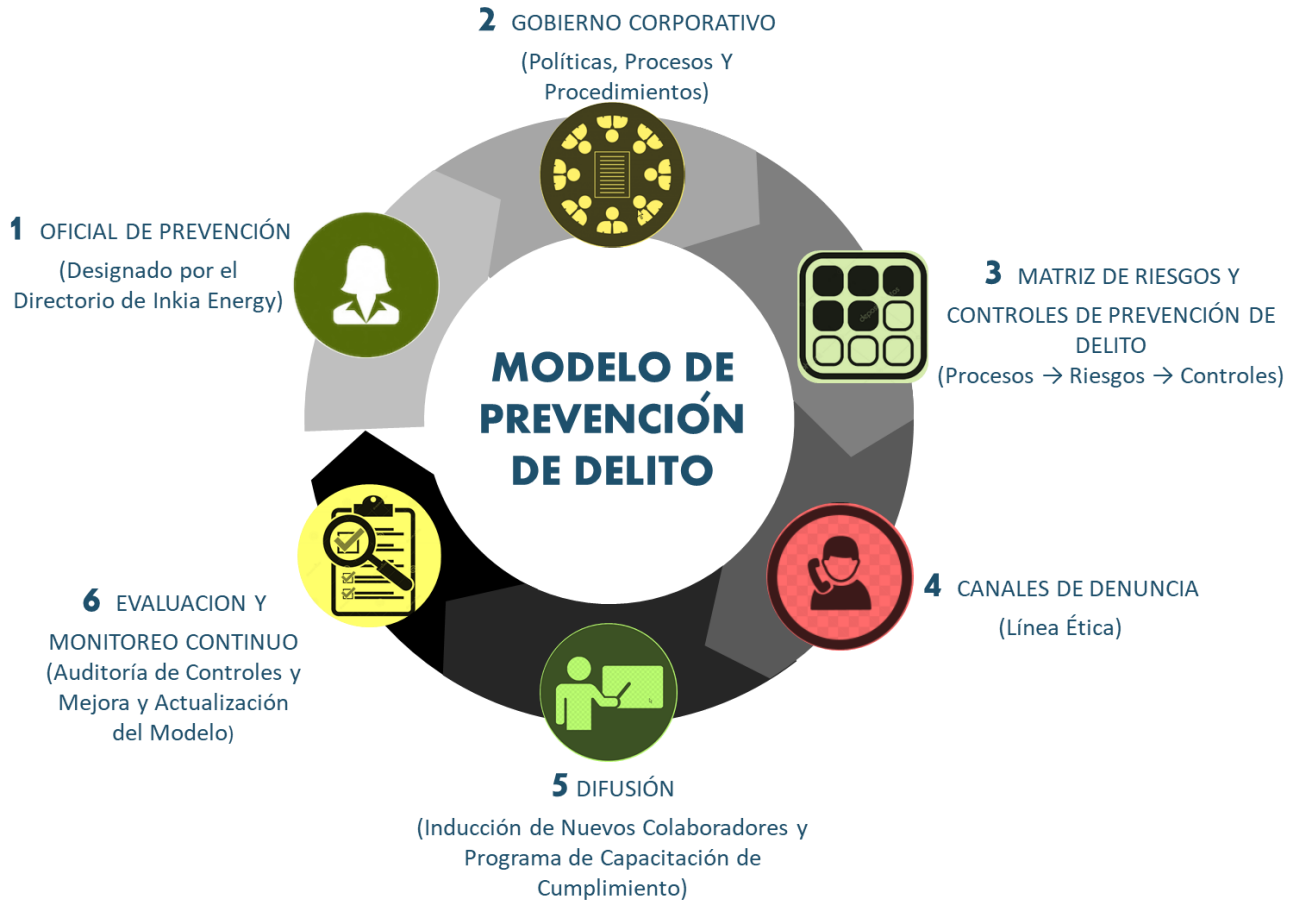 2 GOBIERNO CORPORATIVO
(Políticas, Procesos Y
Procedimientos)
1 OFICIAL DE PREVENCIÓN
(Designado por el
Directorio de Inkia Energy)
3 MATRIZ DE RIESGOS Y
CONTROLES DE PREVENCIÓN DE
DELITO
(Procesos → Riesgos → Controles)
MODELO DE
PREVENCIÓN
DE DELITO
4 CANALES DE DENUNCIA
(Línea Ética)
6 EVALUACION Y
MONITOREO CONTINUO
(Auditoría de Controles y
Mejora y Actualización
del Modelo)
5 DIFUSIÓN
(Inducción de Nuevos Colaboradores y
Programa de Capacitación de
Cumplimiento)